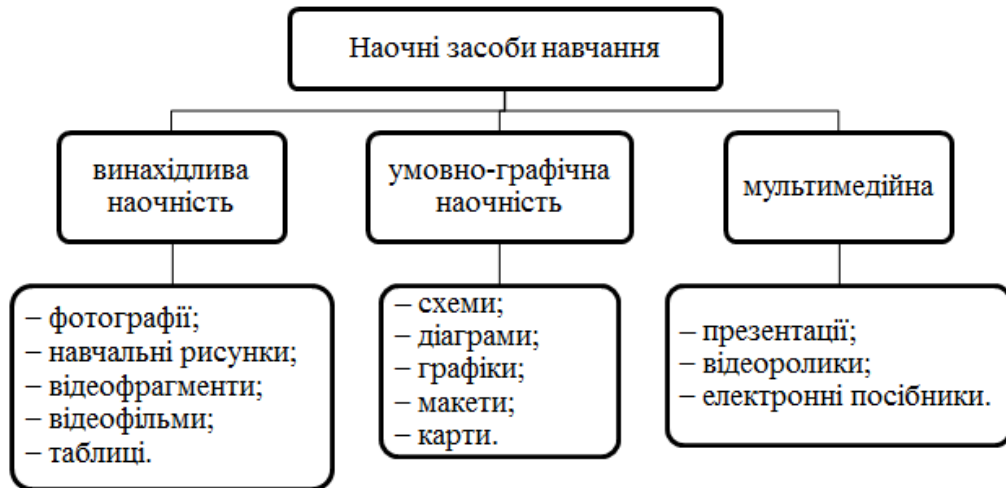 Наочні засоби навчання
винахідлива
наочність
умовно-графічна
наочність
мультимедійна
– фотографії;
– навчальні рисунки;
– відеофрагменти;
– відеофільми;
– таблиці.
– схеми;
– діаграми;
– графіки;
– макети;
– карти.
– презентації;
– відеоролики;
– електронні посібники.